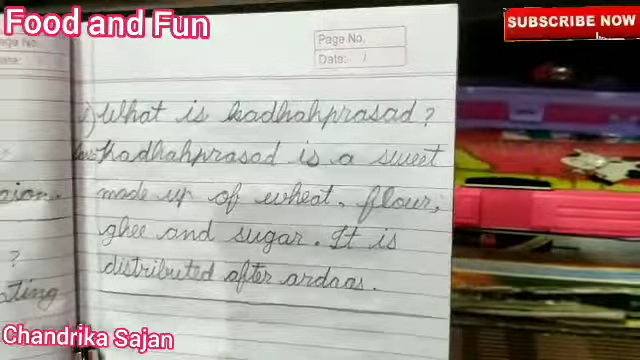 Food and Fun
SUBSCRIBE NOW
Page No.
Date: /
What is kadhahprasad?
Kadhahprasad is a sweet
made up of wheat, flour,
ghee and sugar. It is
distributed after ardaas.
?
Chandrika Sajan